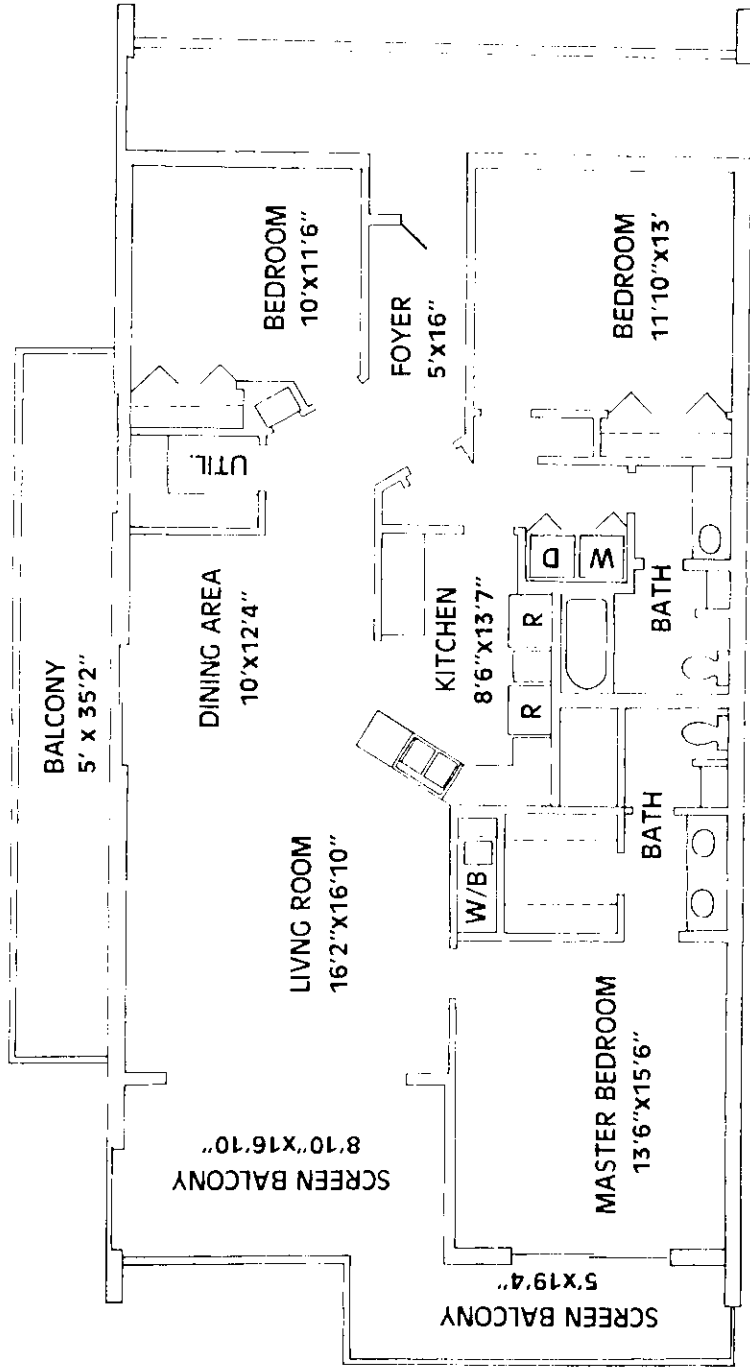 BALCONY
5' x 35'2"
SCREEN BALCONY
8'10"x16'10"
LIVNG ROOM
16'2"x16'10"
DINING AREA
10'x12'4"
UTIL.
BEDROOM
10'x11'6"
FOYER
5'x16"
KITCHEN
8'6"x13'7"
W/B
R
R
D
W
SCREEN BALCONY
5'x19'4"
MASTER BEDROOM
13'6"x15'6"
BATH
BATH
BEDROOM
11'10"x13'